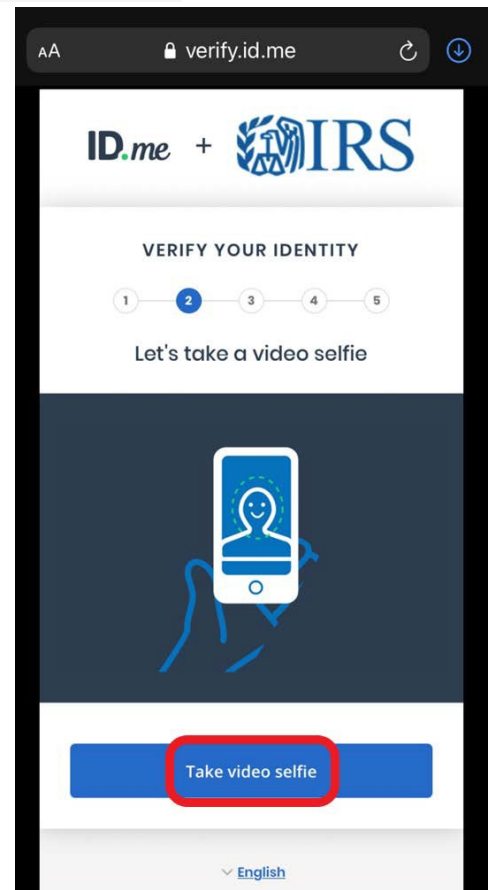 AA verify.id.me
ID.me + IRS
VERIFY YOUR IDENTITY
1 2 3 4 5
Let's take a video selfie
Take video selfie
English